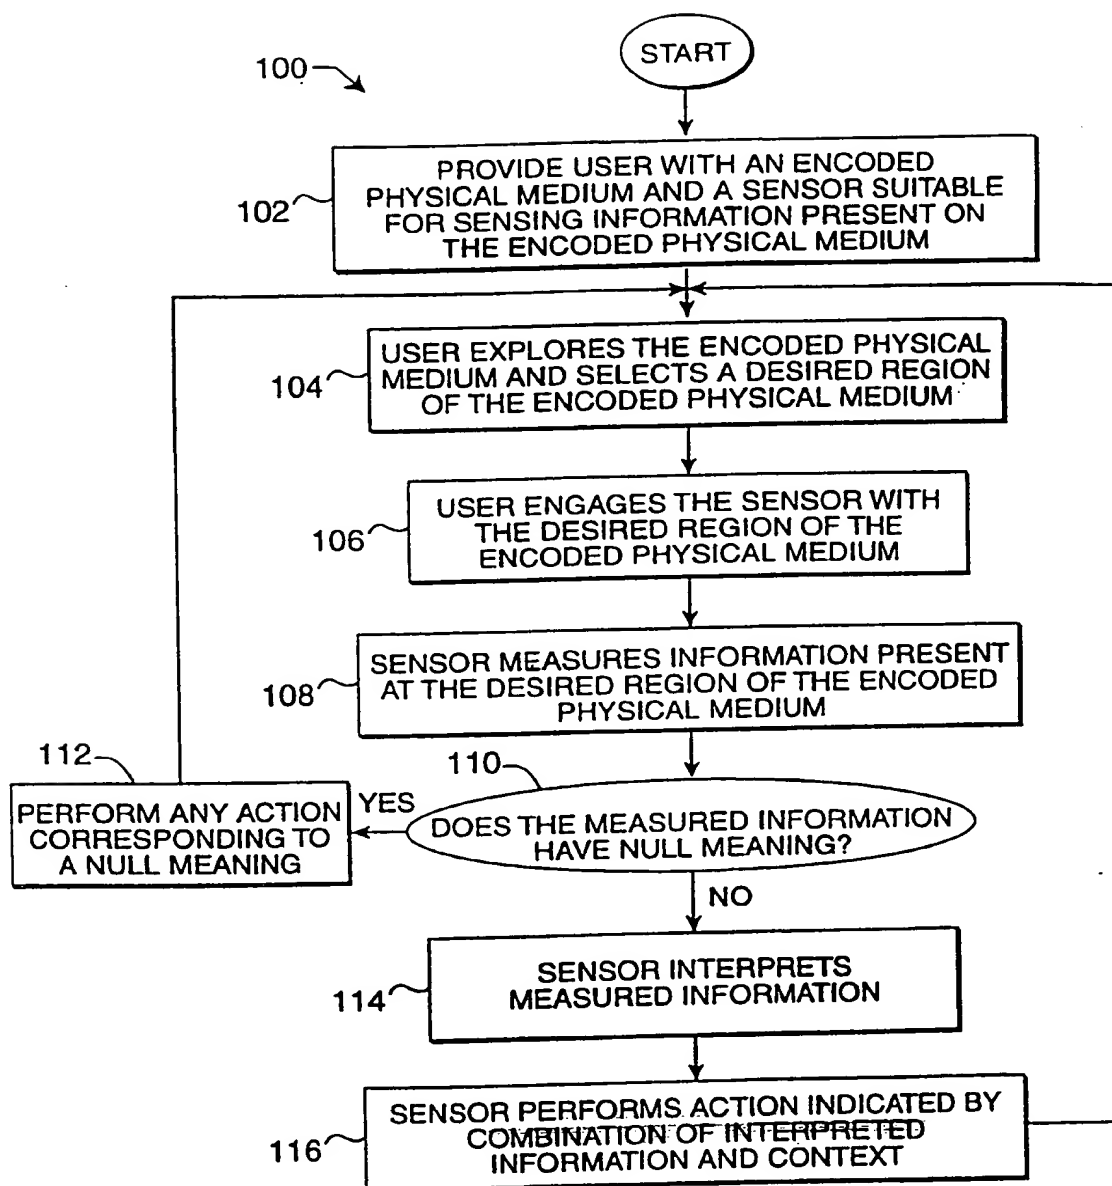 START
100
PROVIDE USER WITH AN ENCODED
PHYSICAL MEDIUM AND A SENSOR SUITABLE
FOR SENSING INFORMATION PRESENT ON
THE ENCODED PHYSICAL MEDIUM
102
USER EXPLORES THE ENCODED PHYSICAL
MEDIUM AND SELECTS A DESIRED REGION
OF THE ENCODED PHYSICAL MEDIUM
104
USER ENGAGES THE SENSOR WITH
THE DESIRED REGION OF THE
ENCODED PHYSICAL MEDIUM
106
SENSOR MEASURES INFORMATION PRESENT
AT THE DESIRED REGION OF THE ENCODED
PHYSICAL MEDIUM
108
112
110
PERFORM ANY ACTION
CORRESPONDING TO
A NULL MEANING
YES
DOES THE MEASURED INFORMATION
HAVE NULL MEANING?
NO
SENSOR INTERPRETS
MEASURED INFORMATION
114
SENSOR PERFORMS ACTION INDICATED BY
COMBINATION OF INTERPRETED
INFORMATION AND CONTEXT
116